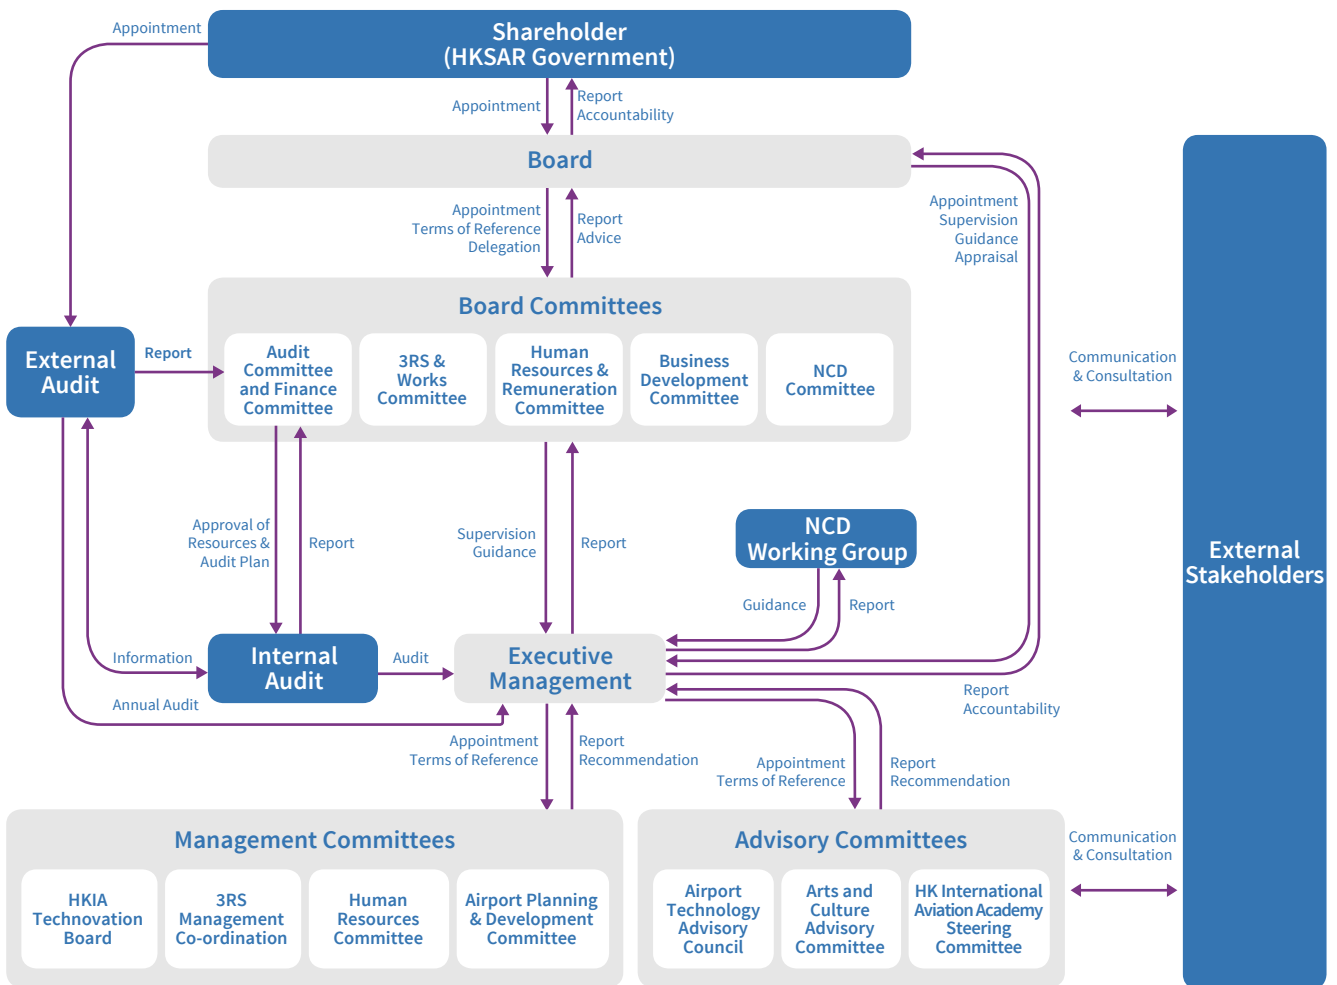 Appointment
Shareholder
(HKSAR Government)
Appointment
Report
Accountability
Board
Appointment
Terms of Reference
Delegation
Report
Advice
Appointment
Supervision
Guidance
Appraisal
Board Committees
External
Audit
Report
Audit
Committee
and Finance
Committee
3RS &
Works
Committee
Human
Resources &
Remuneration
Committee
Business
Development
Committee
NCD
Committee
Communication
& Consultation
Approval of
Resources &
Audit Plan
Report
Supervision
Guidance
Report
NCD
Working Group
External
Stakeholders
Guidance
Report
Information
Internal
Audit
Audit
Executive
Management
Annual Audit
Report
Accountability
Appointment
Terms of Reference
Report
Recommendation
Appointment
Terms of Reference
Report
Recommendation
Management Committees
HKIA
Technovation
Board
3RS
Management
Co-ordination
Human
Resources
Committee
Airport Planning
& Development
Committee
Advisory Committees
Airport
Technology
Advisory
Council
Arts and
Culture
Advisory
Committee
HK International
Aviation Academy
Steering
Committee
Communication
& Consultation